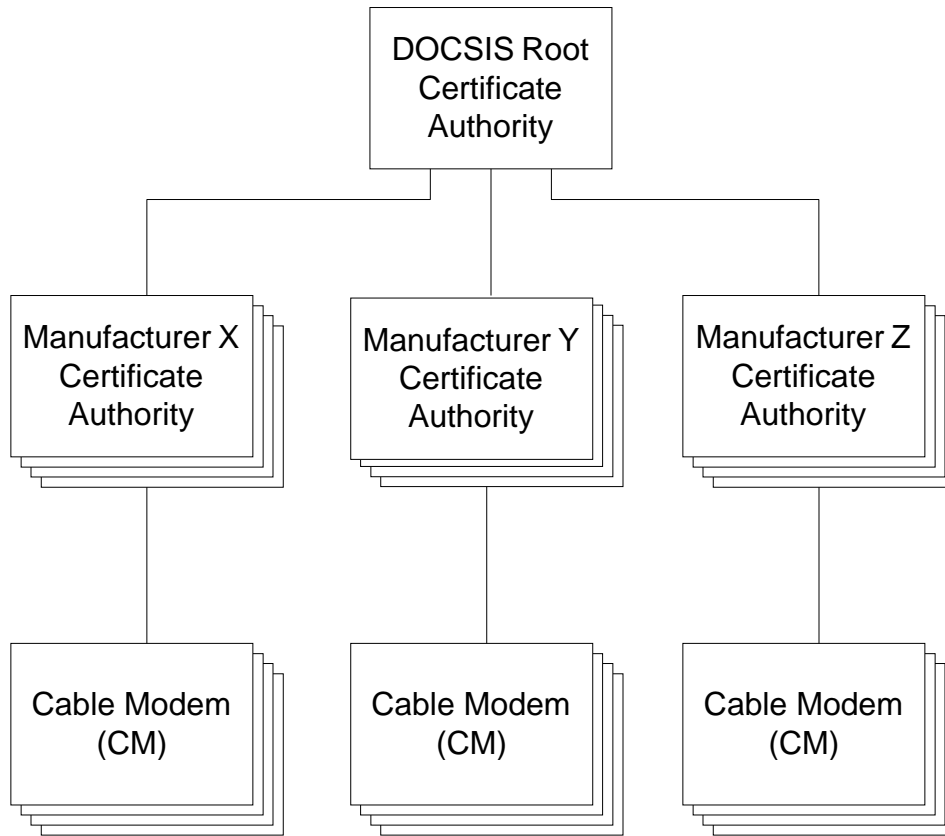 DOCSIS Root
Certificate
Authority
Manufacturer X
Certificate
Authority
Manufacturer Y
Certificate
Authority
Manufacturer Z
Certificate
Authority
Cable Modem
(CM)
Cable Modem
(CM)
Cable Modem
(CM)